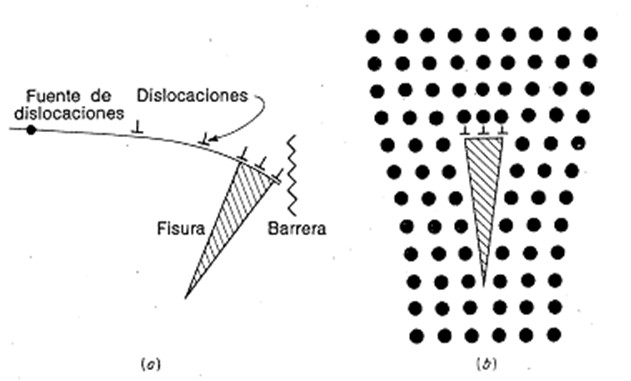 Fuente de
dislocaciones
Dislocaciones
Fisura
Barrera
(a)
(b)